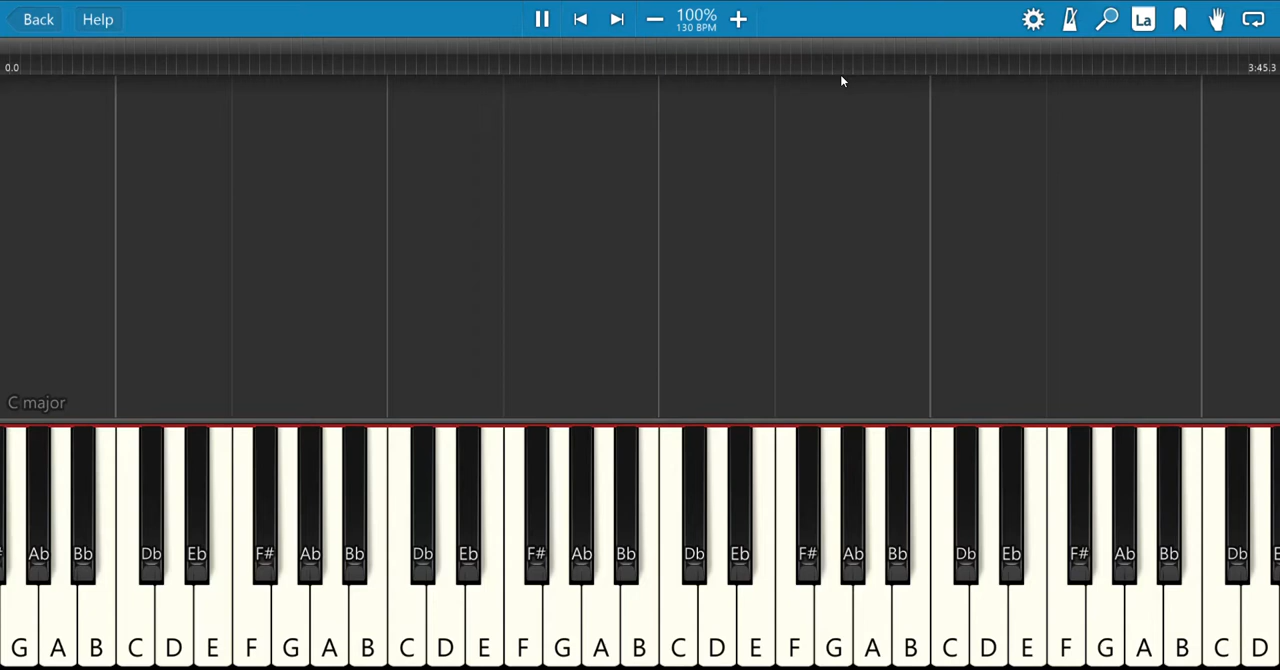 Back Help 100% La
130 BPM
0.0 3:45.3
C major
Ab Bb Db Eb F# Ab Bb Db Eb F# Ab Bb Db Eb F# Ab Bb Db Eb F# Ab Bb Db
G A B C D E F G A B C D E F G A B C D E F G A B C D E F G A B C D